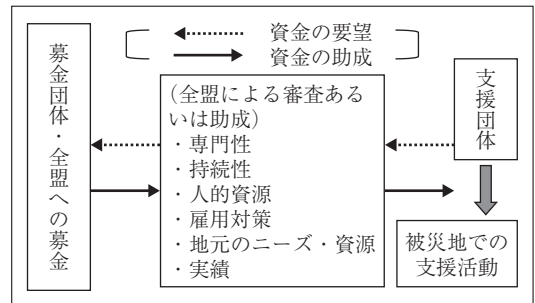 資金の要望
資金の助成
募金団体・全盟への募金
(全盟による審査ある
いは助成)
・専門性
・持続性
・人的資源
・雇用対策
・地元のニーズ・資源
・実績
支援団体
被災地での
支援活動